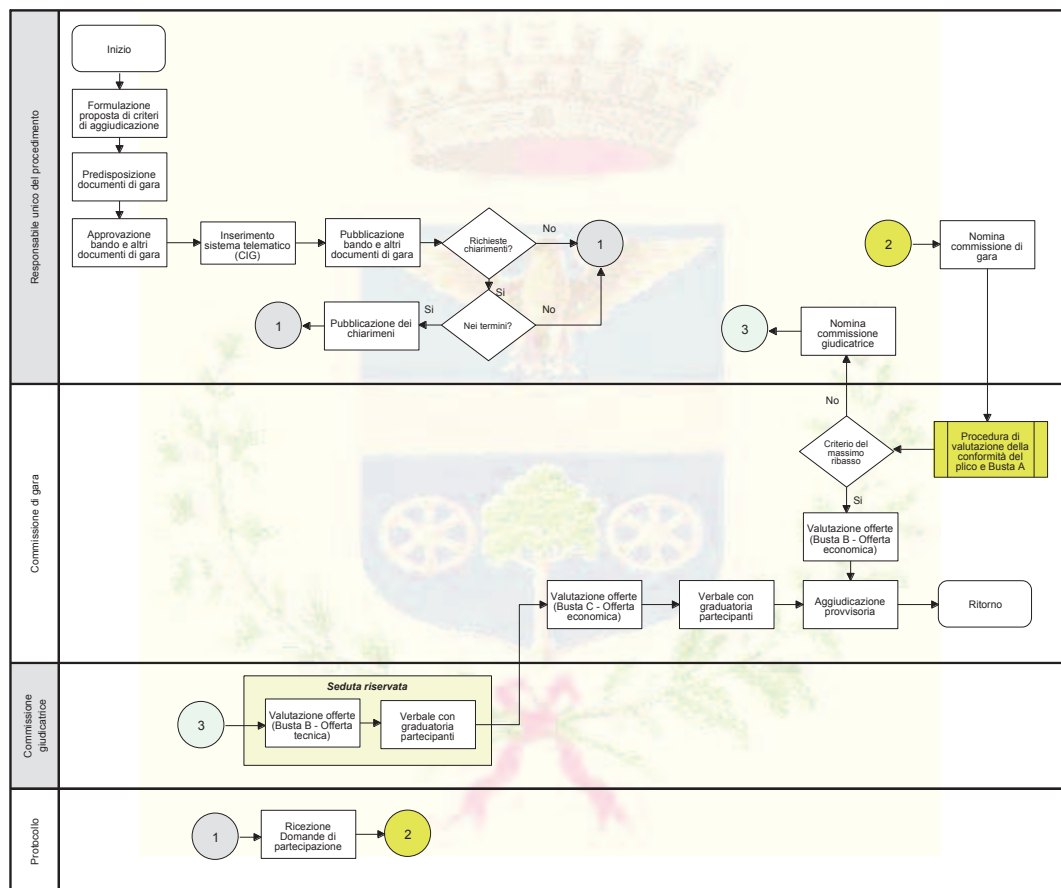 Responsabile unico del procedimento
Inizio
Formulazione
proposta di criteri
di aggiudicazione
Predisposizione
documenti di gara
Approvazione
bando e altri
documenti di gara
Inserimento
sistema telematico
(CIG)
Pubblicazione
bando e altri
documenti di gara
Richieste
chiarimenti?
No
1
Si
Nei termini?
No
Si
Pubblicazione dei
chiarimeni
1
2
Nomina
commissione di
gara
3
Nomina
commissione
giudicatrice
Commissione di gara
No
Criterio del
massimo
ribasso
Procedura di
valutazione della
conformità del
plico e Busta A
Si
Valutazione offerte
(Busta B - Offerta
economica)
Valutazione offerte
(Busta C - Offerta
economica)
Verbale con
graduatoria
partecipanti
Aggiudicazione
provvisoria
Ritorno
Commissione
giudicatrice
Seduta riservata
3
Valutazione offerte
(Busta B - Offerta
tecnica)
Verbale con
graduatoria
partecipanti
Protocollo
1
Ricezione
Domande di
partecipazione
2